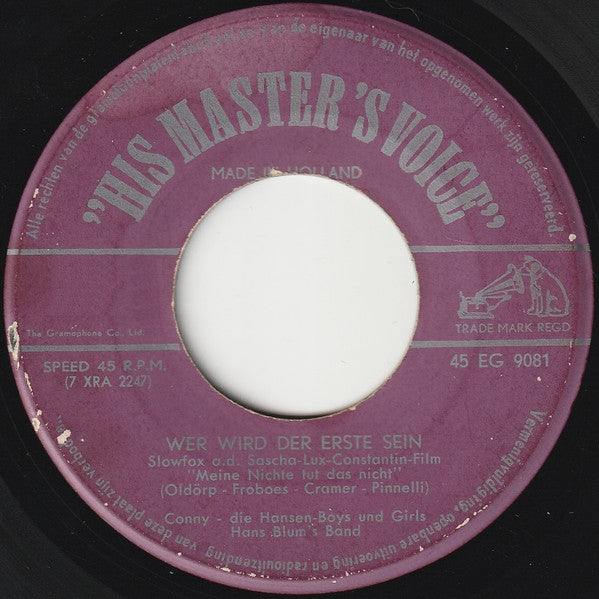 Alle rechten van de grammofoonplatenfabrikant en van de eigenaar van het opgenomen werk zijn gereserveerd.
"HIS MASTER'S VOICE"
MADE IN HOLLAND
TRADE MARK REGD
The Gramophone Co., Ltd.
SPEED 45 R.P.M.
(7 XRA 2247)
45 EG 9081
WER WIRD DER ERSTE SEIN
Slowfox a.d. Sascha-Lux-Constantin-Film
"Meine Nichte tut das nicht"
(Oldörp - Froboes - Cramer - Pinnelli)
Conny - die Hansen-Boys und Girls
Hans Blum's Band
Vermenigvuldiging, openbare uitvoering en radiouitzending van deze plaat zijn verboden.